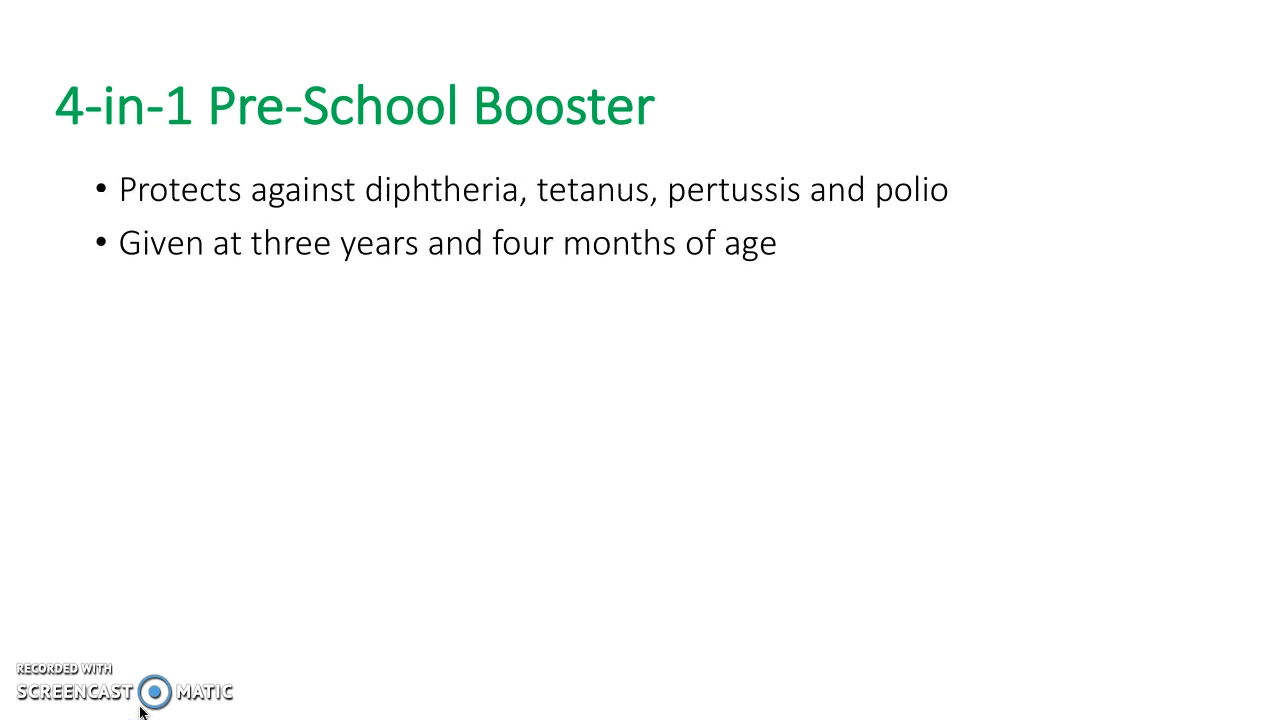 4-in-1 Pre-School Booster
• Protects against diphtheria, tetanus, pertussis and polio
• Given at three years and four months of age
RECORDED WITH
SCREENCAST MATIC